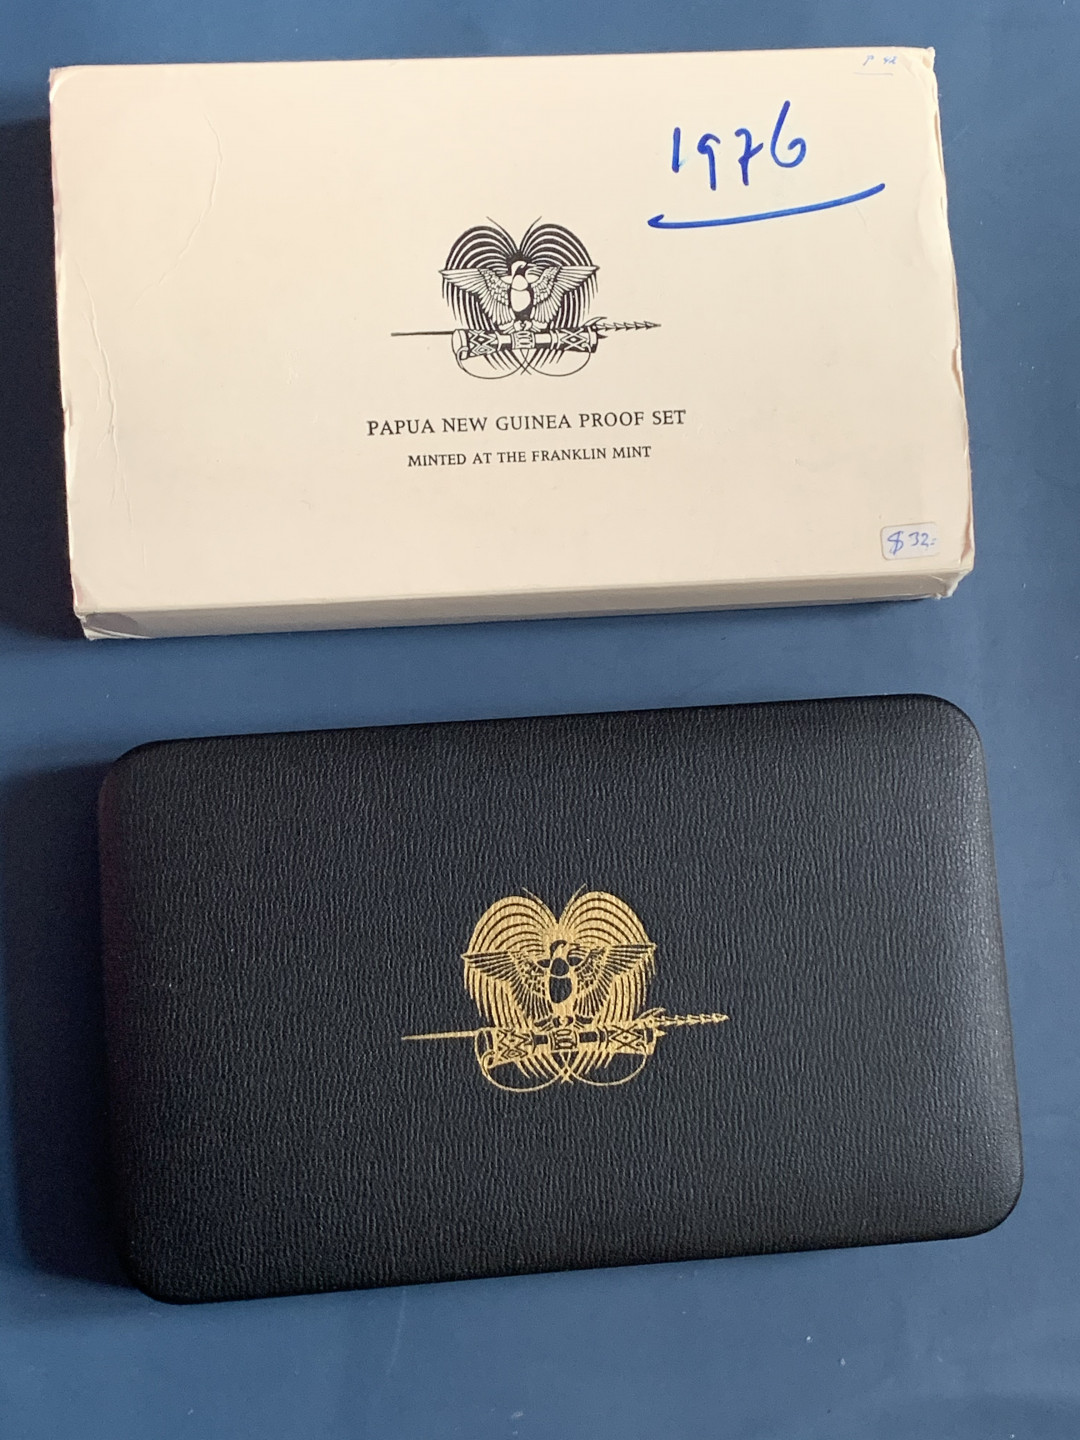 1976
PAPUA NEW GUINEA PROOF SET
MINTED AT THE FRANKLIN MINT
$ 32.